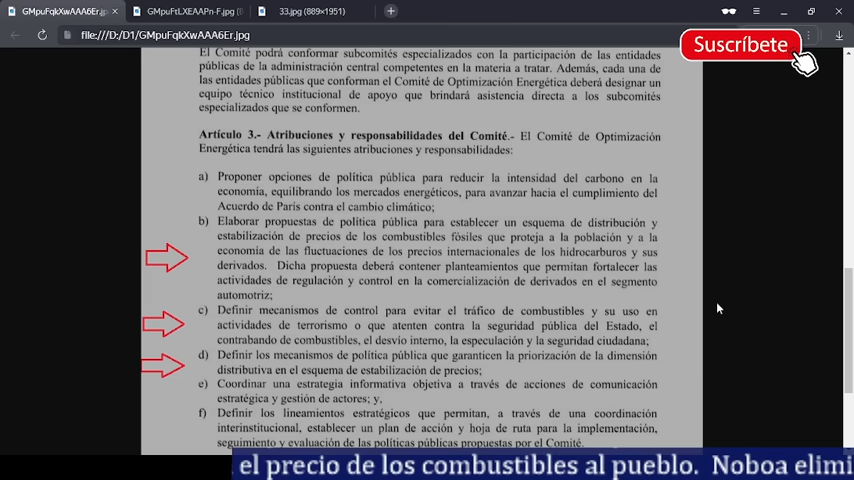 GMpuFqkXwAAA6Er.jpg
GMpuFtLXEAAPn-F.jpg (8
33.jpg (889×1951)
file:///D:/D1/GMpuFqkXwAAA6Er.jpg
Suscríbete
El Comité podrá conformar subcomités especializados con la participación de las entidades
públicas de la administración central competentes en la materia a tratar. Además, cada una de
las entidades públicas que conforman el Comité de Optimización Energética deberá designar un
equipo técnico institucional de apoyo que brindará asistencia directa a los subcomités
especializados que se conformen.
Artículo 3.- Atribuciones y responsabilidades del Comité.- El Comité de Optimización
Energética tendrá las siguientes atribuciones y responsabilidades:
a) Proponer opciones de política pública para reducir la intensidad del carbono en la
economía, equilibrando los mercados energéticos, para avanzar hacia el cumplimiento del
Acuerdo de París contra el cambio climático;
b) Elaborar propuestas de política pública para establecer un esquema de distribución y
estabilización de precios de los combustibles fósiles que proteja a la población y a la
economía de las fluctuaciones de los precios internacionales de los hidrocarburos y sus
derivados. Dicha propuesta deberá contener planteamientos que permitan fortalecer las
actividades de regulación y control en la comercialización de derivados en el segmento
automotriz;
c) Definir mecanismos de control para evitar el tráfico de combustibles y su uso en
actividades de terrorismo o que atenten contra la seguridad pública del Estado, el
contrabando de combustibles, el desvío interno, la especulación y la seguridad ciudadana;
d) Definir los mecanismos de política pública que garanticen la priorización de la dimensión
distributiva en el esquema de estabilización de precios;
e) Coordinar una estrategia informativa objetiva a través de acciones de comunicación
estratégica y gestión de actores; y,
f) Definir los lineamientos estratégicos que permitan, a través de una coordinación
interinstitucional, establecer un plan de acción y hoja de ruta para la implementación,
seguimiento y evaluación de las políticas públicas propuestas por el Comité.
el precio de los combustibles al pueblo. Noboa elimi